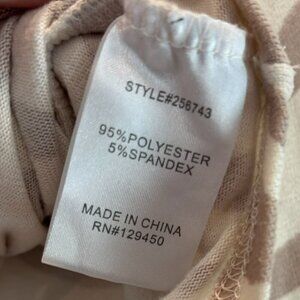 STYLE#256743
95%POLYESTER
5%SPANDEX
MADE IN CHINA
RN#129450